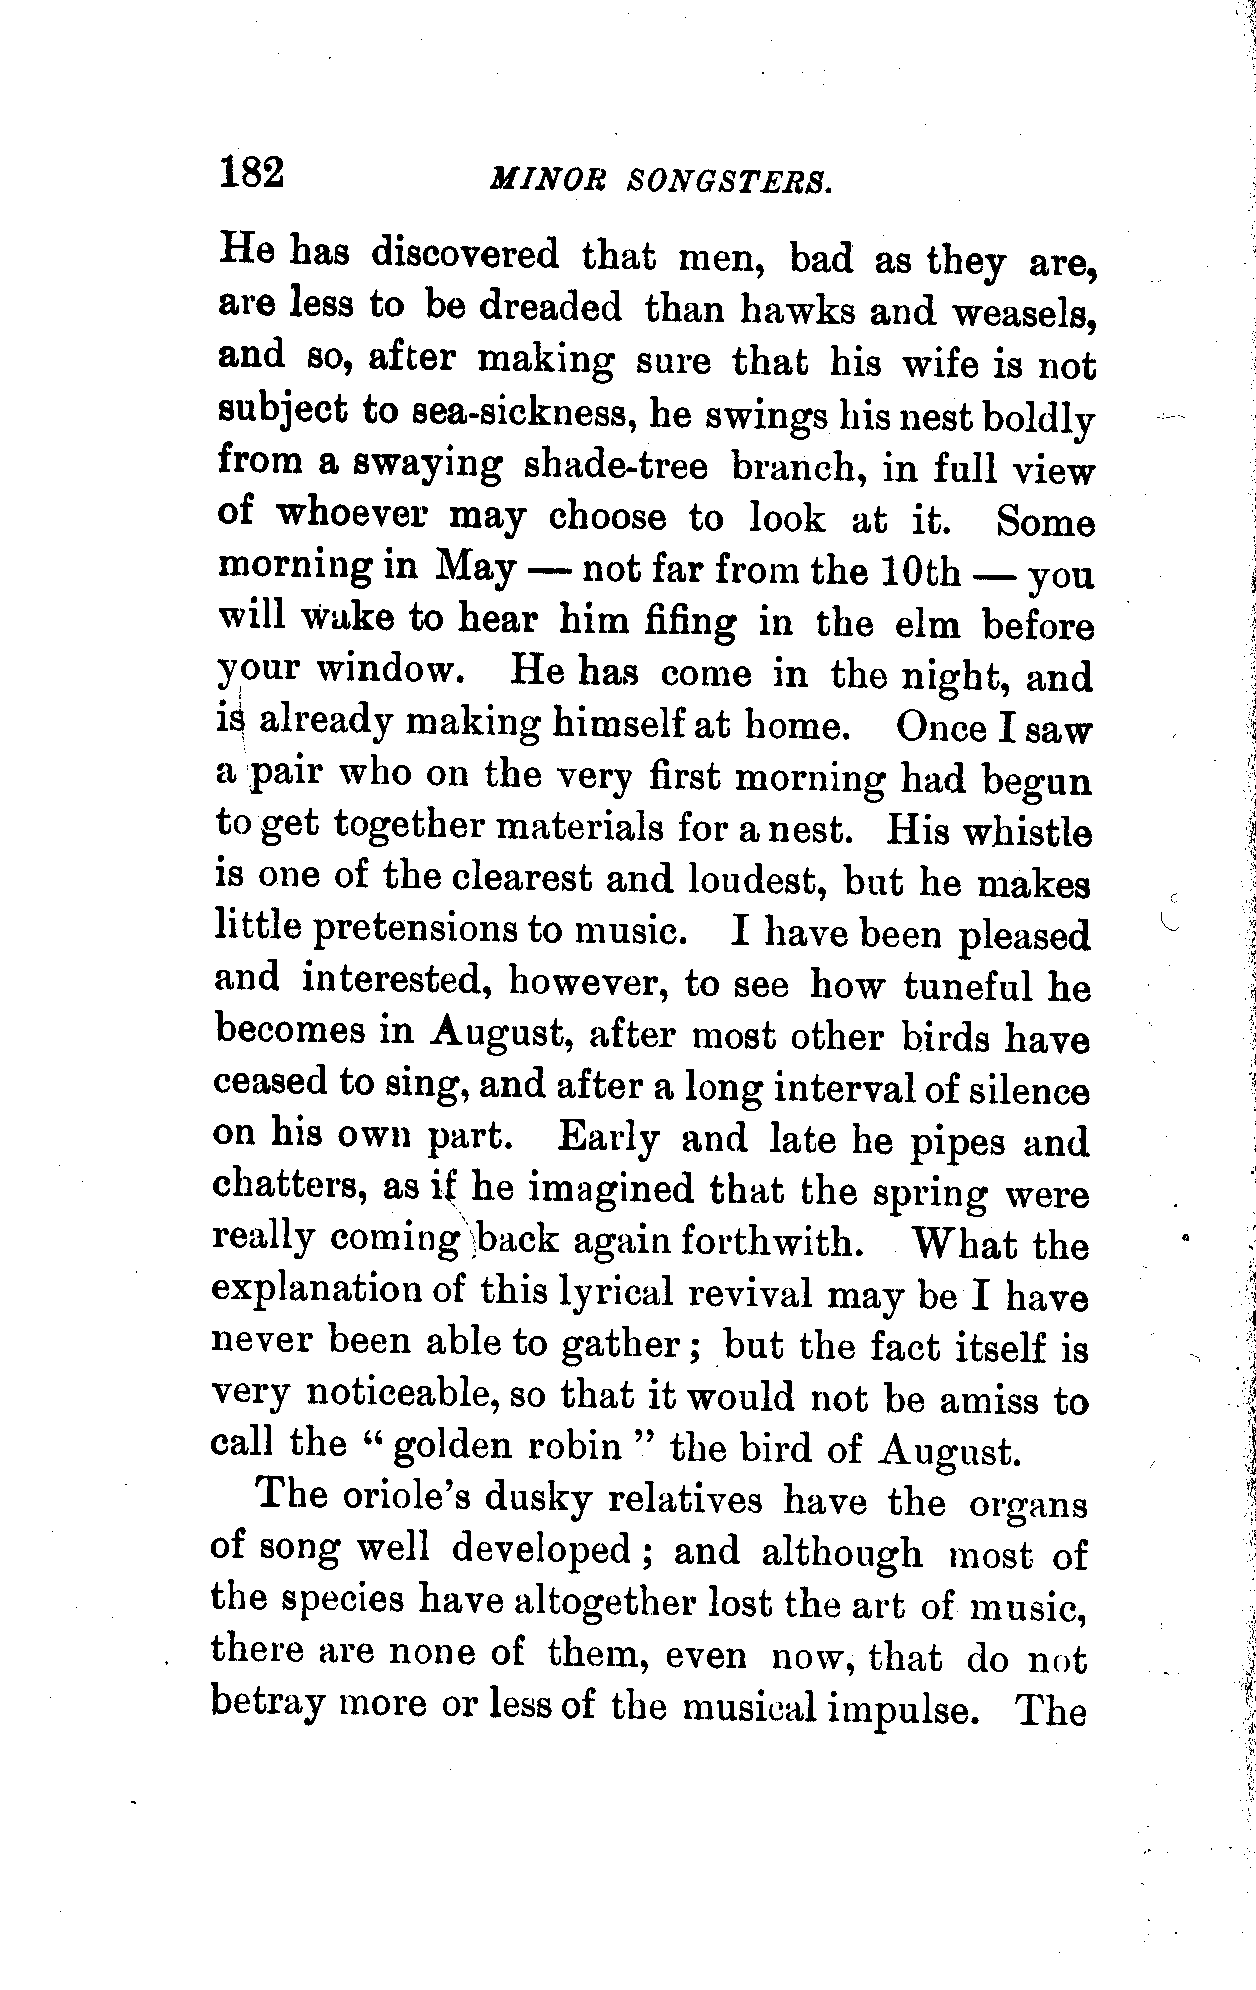 182 MINOR SONGSTERS.
He has discovered that men, bad as they are,
are less to be dreaded than hawks and weasels,
and so, after making sure that his wife is not
subject to sea-sickness, he swings his nest boldly
from a swaying shade-tree branch, in full view
of whoever may choose to look at it. Some
morning in May — not far from the 10th — you
will wake to hear him fifing in the elm before
your window. He has come in the night, and
is already making himself at home. Once I saw
a pair who on the very first morning had begun
to get together materials for a nest. His whistle
is one of the clearest and loudest, but he makes
little pretensions to music. I have been pleased
and interested, however, to see how tuneful he
becomes in August, after most other birds have
ceased to sing, and after a long interval of silence
on his own part. Early and late he pipes and
chatters, as if he imagined that the spring were
really coming back again forthwith. What the
explanation of this lyrical revival may be I have
never been able to gather; but the fact itself is
very noticeable, so that it would not be amiss to
call the “golden robin” the bird of August.
The oriole's dusky relatives have the organs
of song well developed; and although most of
the species have altogether lost the art of music,
there are none of them, even now, that do not
betray more or less of the musical impulse. The